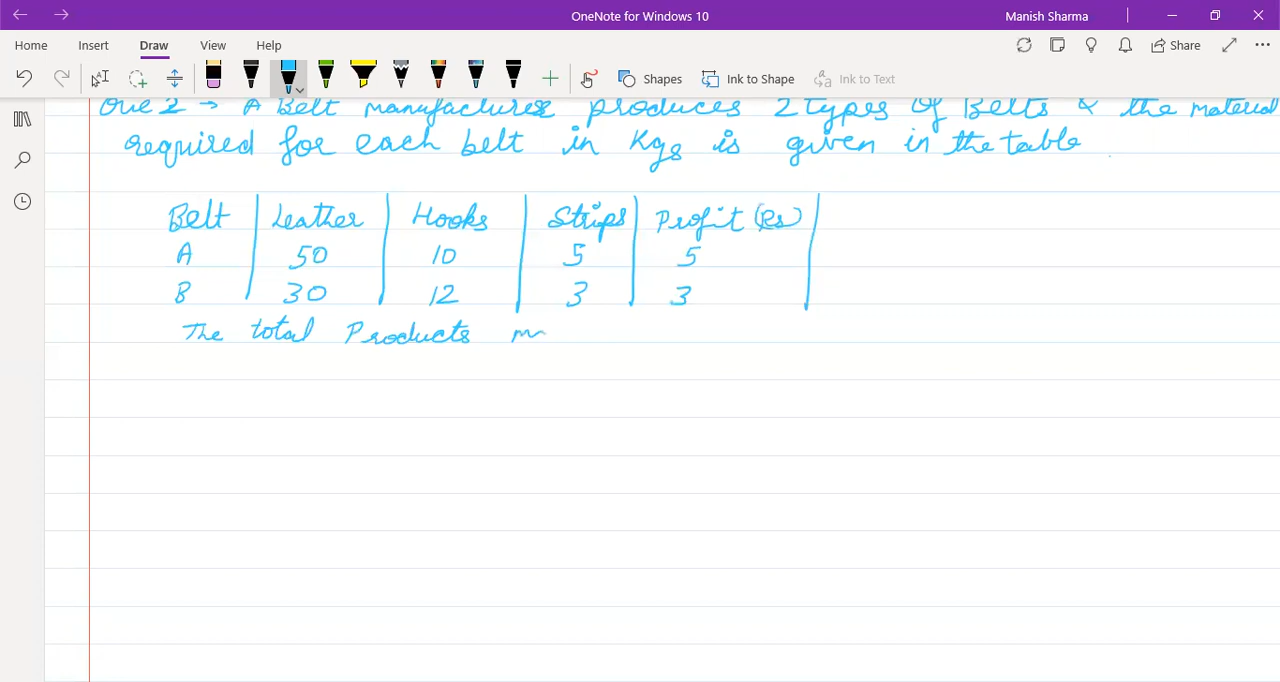 OneNote for Windows 10
Manish Sharma
Home Insert Draw View Help
Share
Shapes
Ink to Shape
Ink to Text
Que 2 → A Belt manufactures produces 2 types of Belts & the material
required for each belt in Kgs is given in the table
Belt Leather Hooks Strips Profit (Rs)
A 50 10 5 5
B 30 12 3 3
The total Products